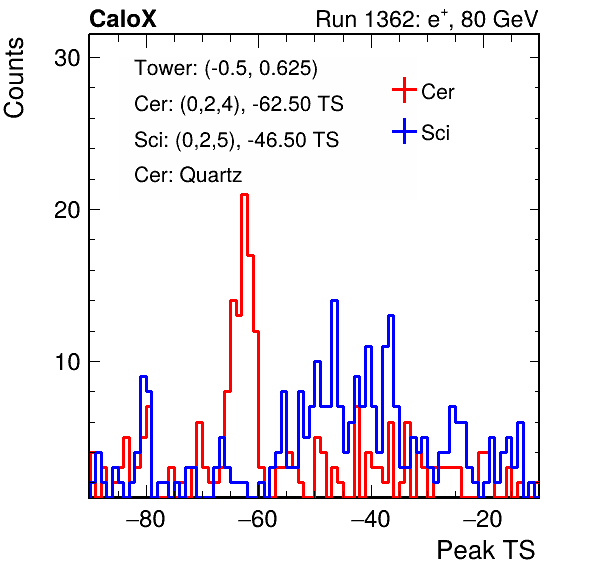 CaloX Run 1362: e⁺, 80 GeV
Counts
Tower: (-0.5, 0.625)
Cer: (0,2,4), -62.50 TS
Sci: (0,2,5), -46.50 TS
Cer: Quartz
Cer
Sci
30
20
10
−80 −60 −40 −20
Peak TS